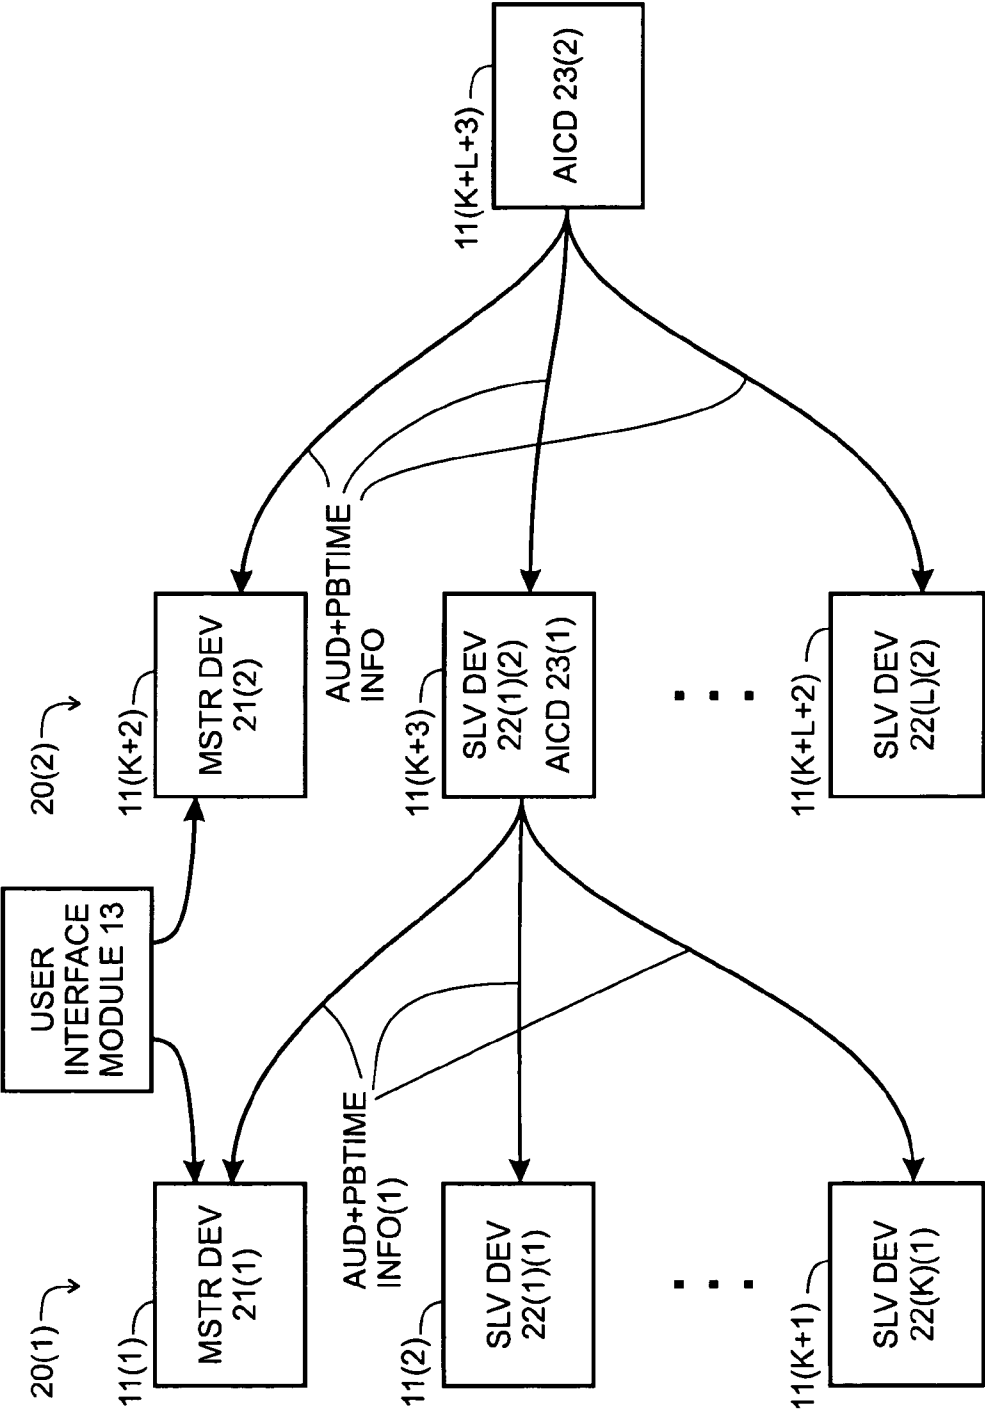 USER
INTERFACE
MODULE 13
20(1)
20(2)
11(1)
MSTR DEV
21(1)
11(K+2)
MSTR DEV
21(2)
AUD+PBTIME
INFO(1)
AUD+PBTIME
INFO
11(2)
SLV DEV
22(1)(1)
11(K+3)
SLV DEV
22(1)(2)
AICD 23(1)
11(K+L+3)
AICD 23(2)
11(K+1)
SLV DEV
22(K)(1)
11(K+L+2)
SLV DEV
22(L)(2)